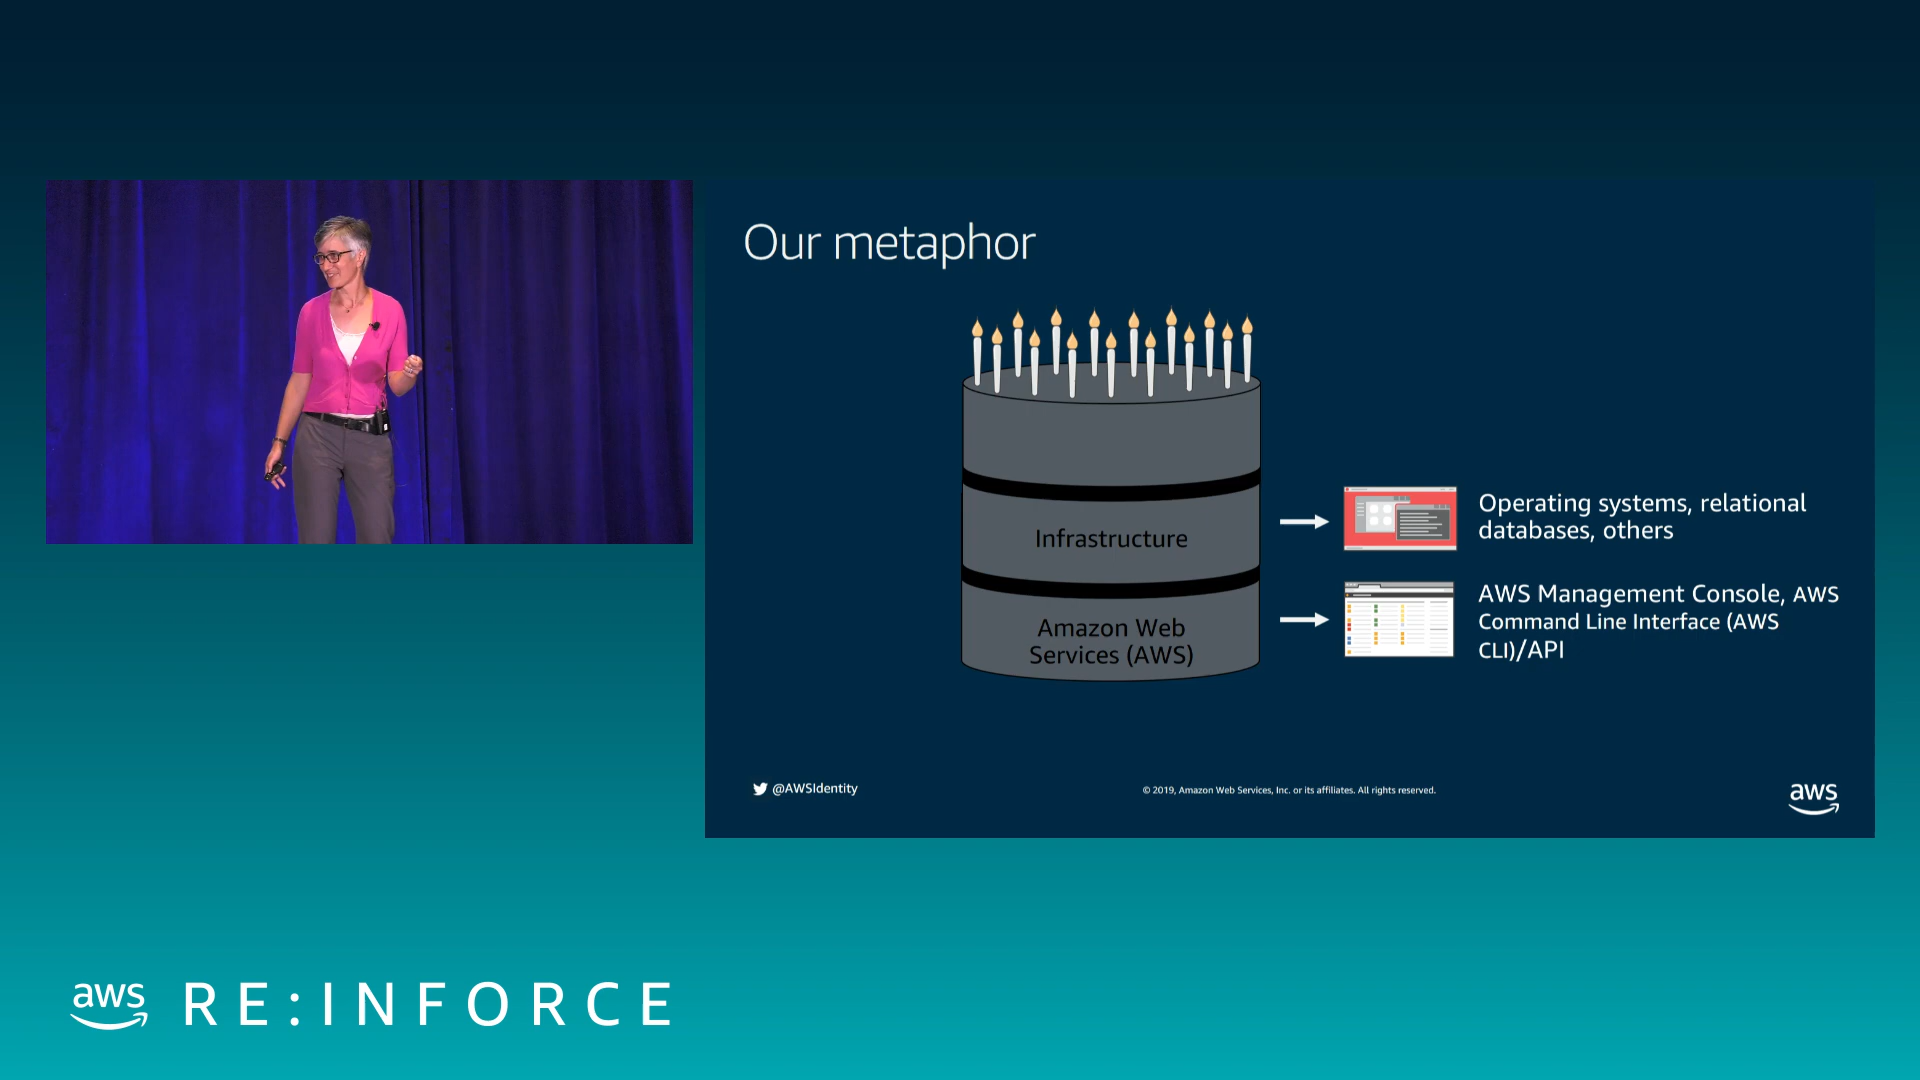 Our metaphor
Infrastructure
Operating systems, relational
databases, others
Amazon Web
Services (AWS)
AWS Management Console, AWS
Command Line Interface (AWS
CLI)/API
@AWSIdentity
© 2019, Amazon Web Services, Inc. or its affiliates. All rights reserved.
aws
aws RE:INFORCE